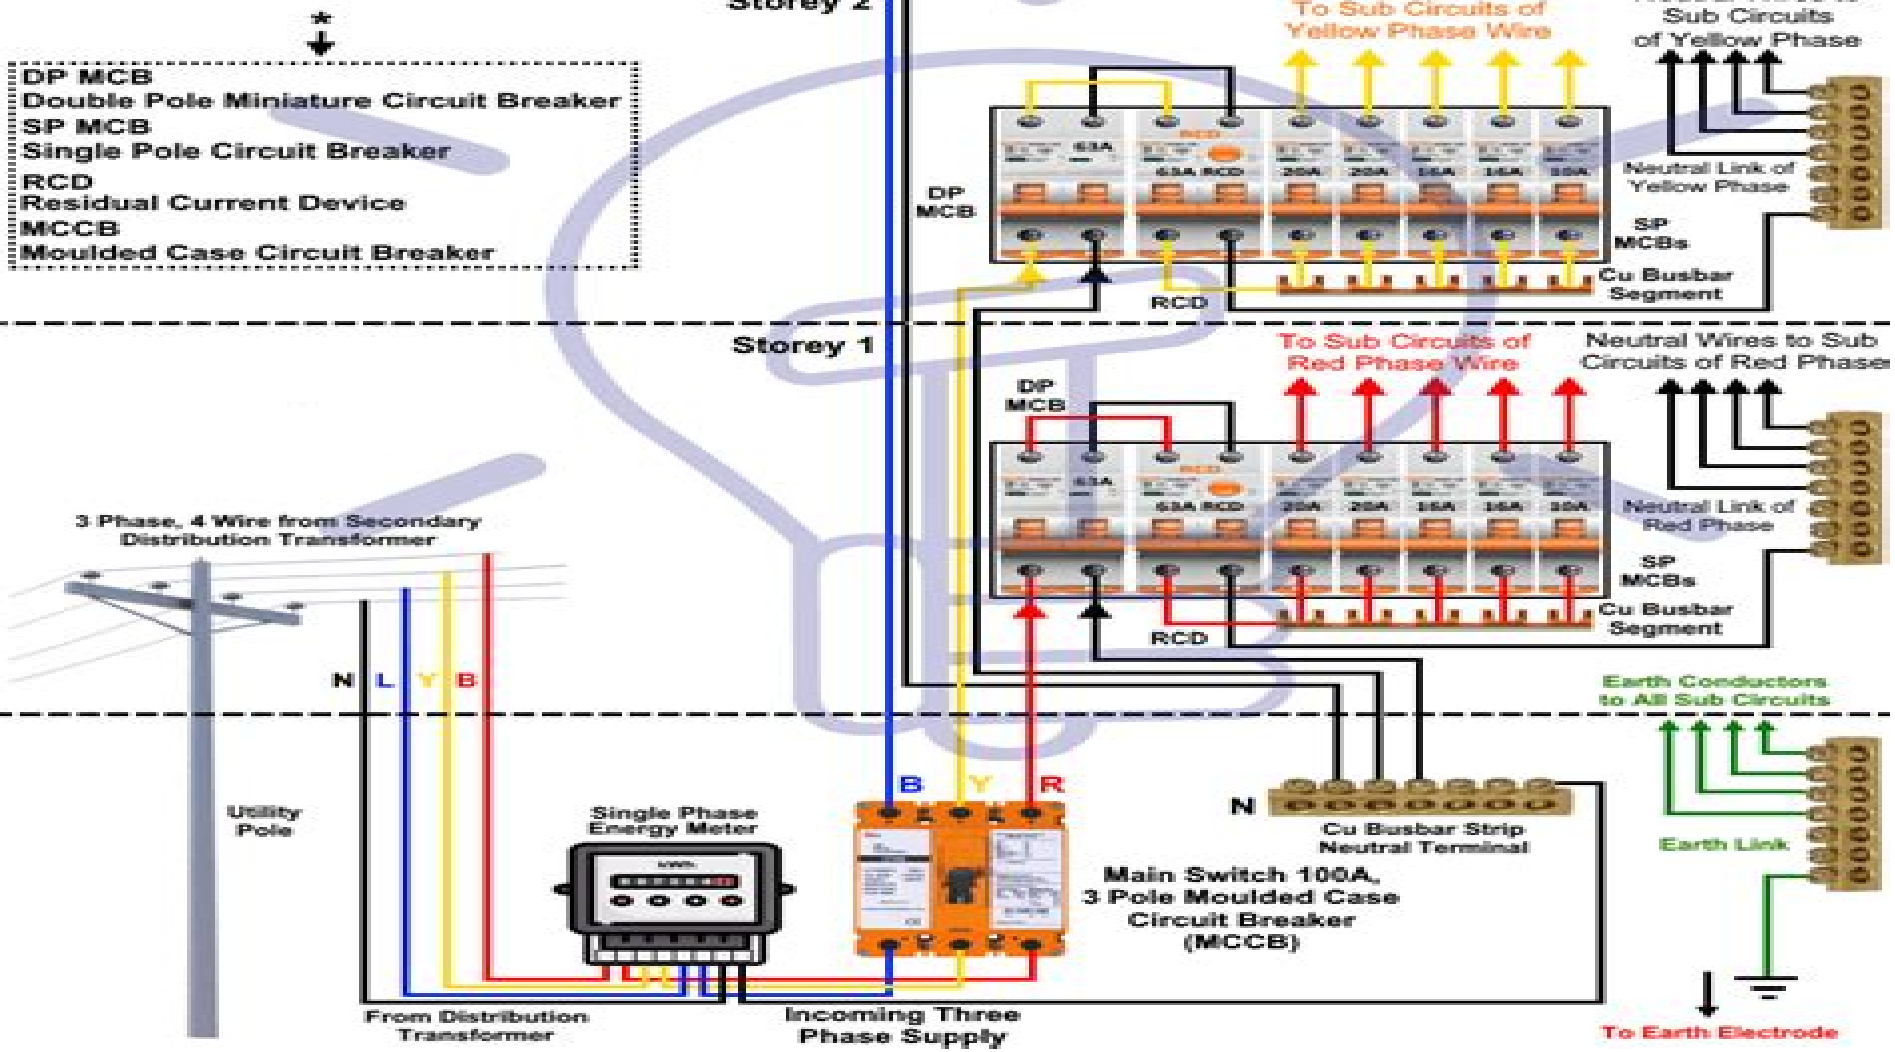 Storey 2
*
DP MCB
Double Pole Miniature Circuit Breaker
SP MCB
Single Pole Circuit Breaker
RCD
Residual Current Device
MCCB
Moulded Case Circuit Breaker
To Sub Circuits of
Yellow Phase Wire
Sub Circuits
of Yellow Phase
RCD
63A
63A RCD
20A
20A
16A
16A
10A
DP
MCB
Neutral Link of
Yellow Phase
SP
MCBs
Cu Busbar
Segment
RCD
Storey 1
To Sub Circuits of
Red Phase Wire
Neutral Wires to Sub
Circuits of Red Phase
DP
MCB
RCD
63A
63A RCD
20A
20A
16A
16A
10A
Neutral Link of
Red Phase
SP
MCBs
Cu Busbar
Segment
RCD
3 Phase, 4 Wire from Secondary
Distribution Transformer
N L Y B
Earth Conductors
to All Sub Circuits
B Y R
Utility
Pole
Single Phase
Energy Meter
kWh
N
Cu Busbar Strip
Neutral Terminal
Earth Link
Main Switch 100A,
3 Pole Moulded Case
Circuit Breaker
(MCCB)
From Distribution
Transformer
Incoming Three
Phase Supply
To Earth Electrode